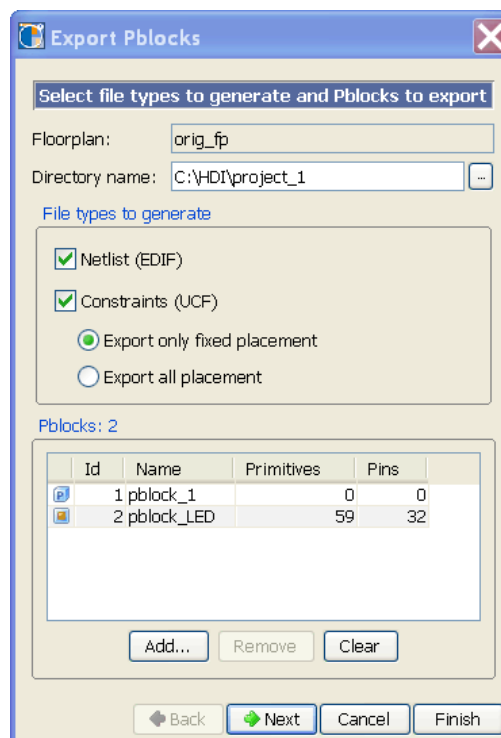 Export Pblocks
Select file types to generate and Pblocks to export
Floorplan: orig_fp
Directory name: C:\HDI\project_1 ...
File types to generate
Netlist (EDIF)
Constraints (UCF)
Export only fixed placement
Export all placement
Pblocks: 2
Id Name Primitives Pins
1 pblock_1 0 0
2 pblock_LED 59 32
Add... Remove Clear
Back Next Cancel Finish